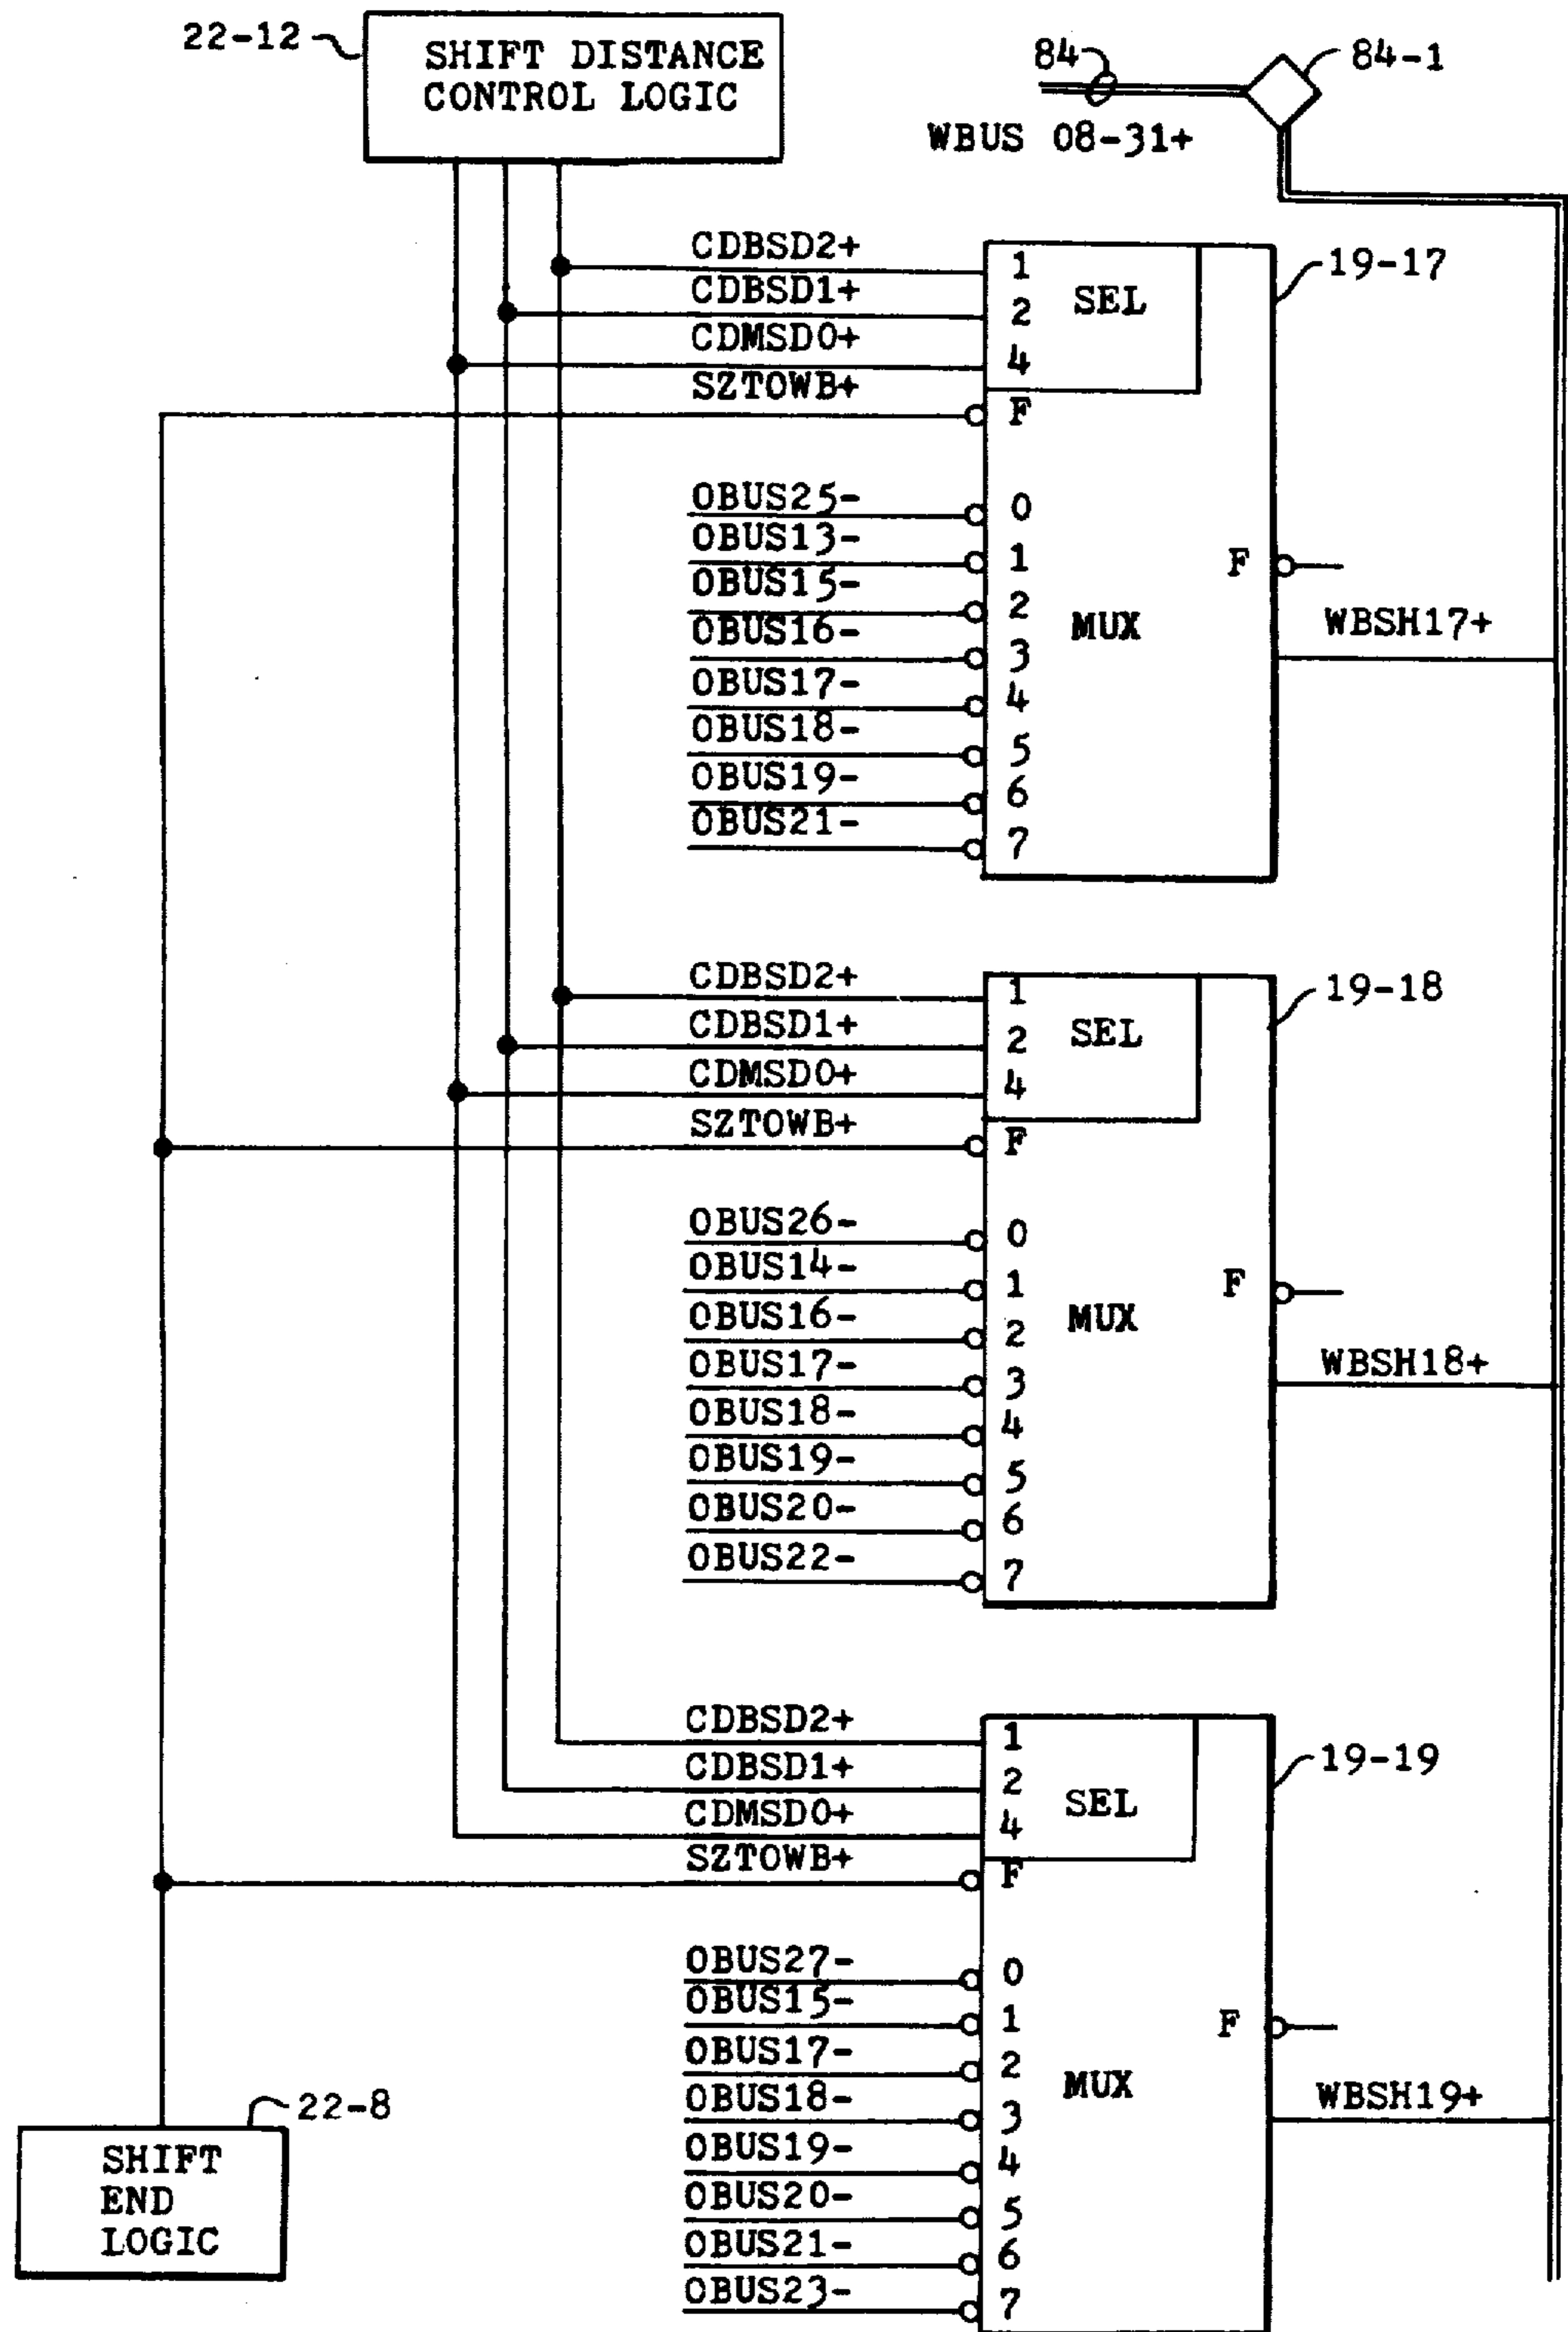 22-12
SHIFT DISTANCE
CONTROL LOGIC
84
84-1
WBUS 08-31+
CDBSD2+
CDBSD1+
CDMSD0+
SZTOWB+
1
2
4
SEL
F
19-17
OBUS25-
OBUS13-
OBUS15-
OBUS16-
OBUS17-
OBUS18-
OBUS19-
OBUS21-
0
1
2
3
4
5
6
7
MUX
F
WBSH17+
CDBSD2+
CDBSD1+
CDMSD0+
SZTOWB+
1
2
4
SEL
F
19-18
OBUS26-
OBUS14-
OBUS16-
OBUS17-
OBUS18-
OBUS19-
OBUS20-
OBUS22-
0
1
2
3
4
5
6
7
MUX
F
WBSH18+
CDBSD2+
CDBSD1+
CDMSD0+
SZTOWB+
1
2
4
SEL
F
19-19
OBUS27-
OBUS15-
OBUS17-
OBUS18-
OBUS19-
OBUS20-
OBUS21-
OBUS23-
0
1
2
3
4
5
6
7
MUX
F
WBSH19+
22-8
SHIFT
END
LOGIC